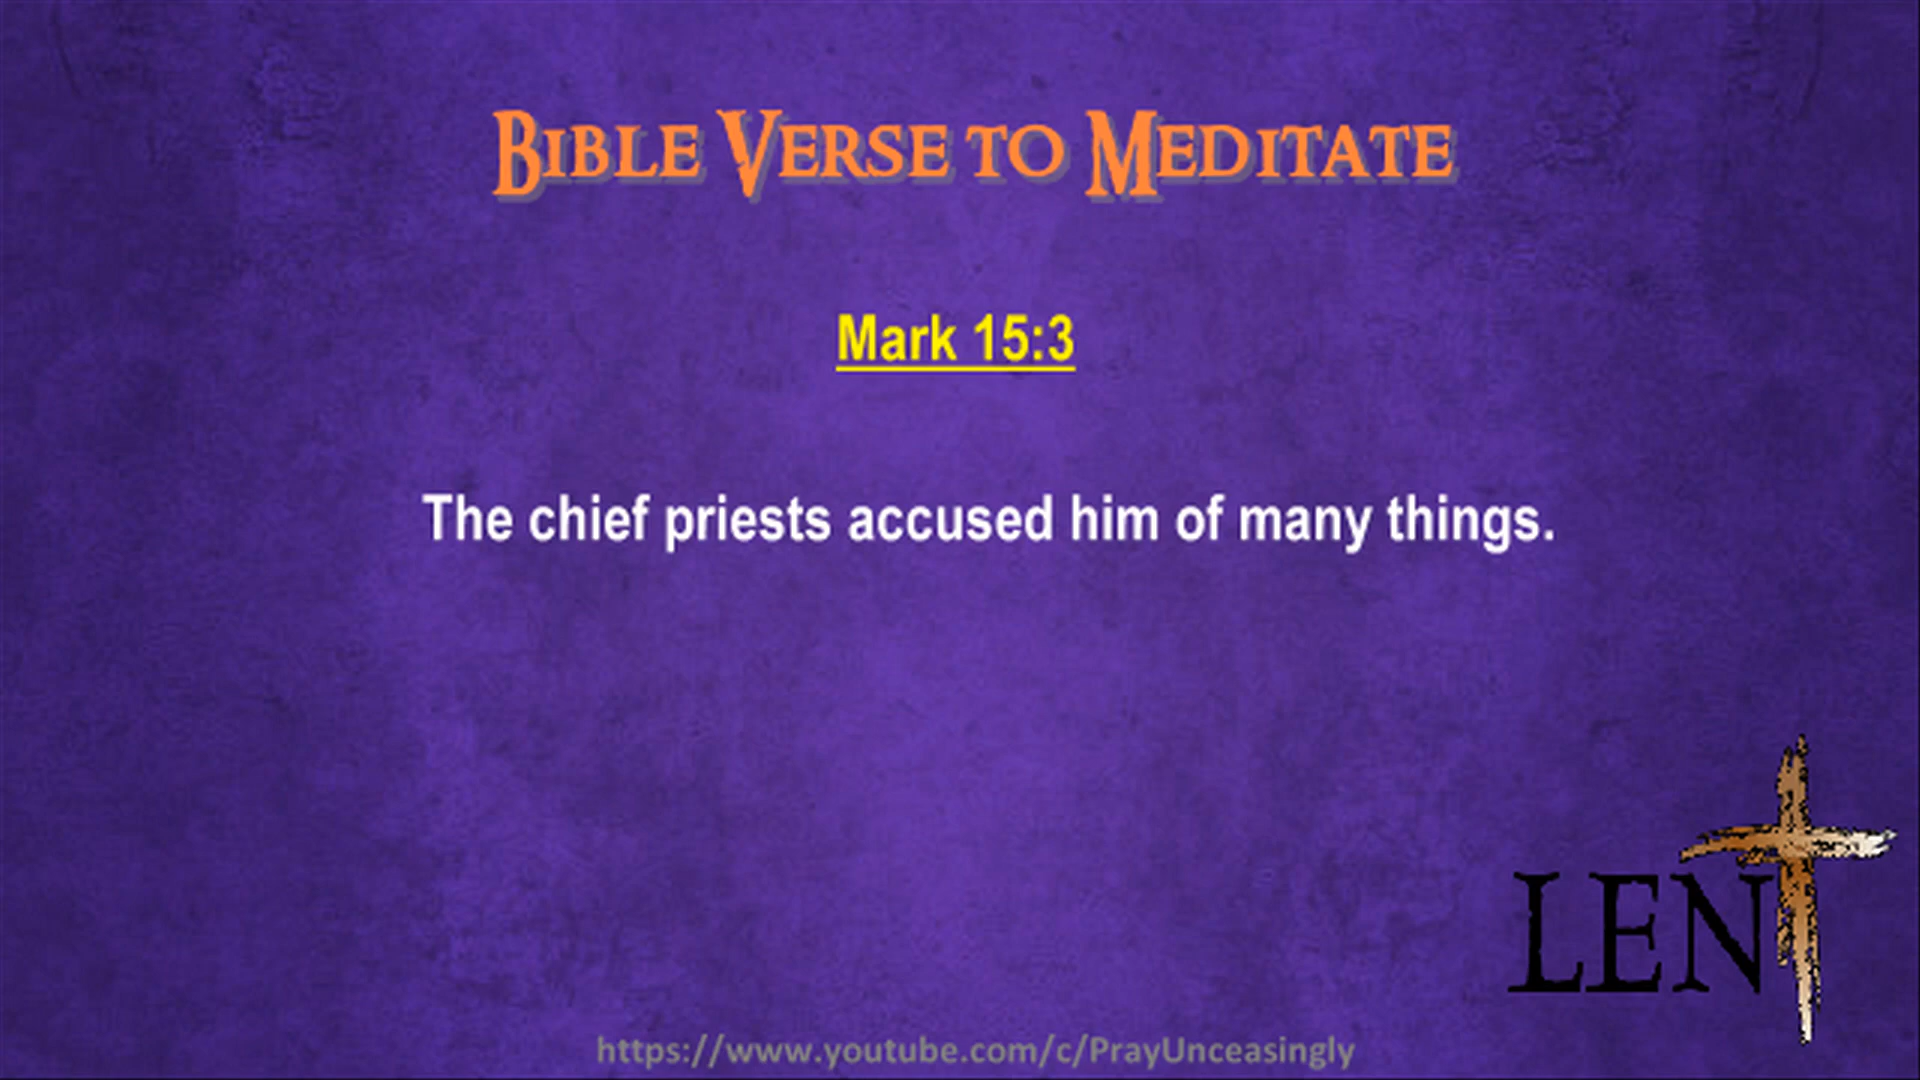 Bible Verse to Meditate
Mark 15:3
The chief priests accused him of many things.
LENT
https://www.youtube.com/c/PrayUnceasingly